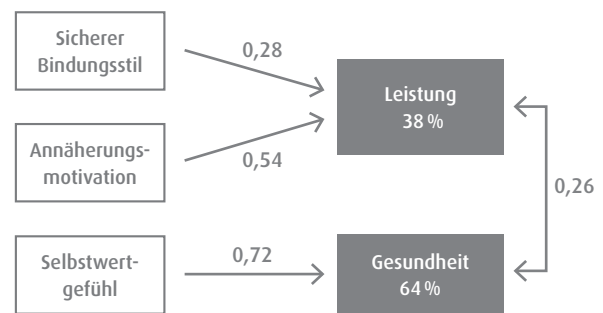 Sicherer
Bindungsstil
0,28
Leistung
38 %
Annäherungs-
motivation
0,54
0,26
Selbstwert-
gefühl
0,72
Gesundheit
64 %